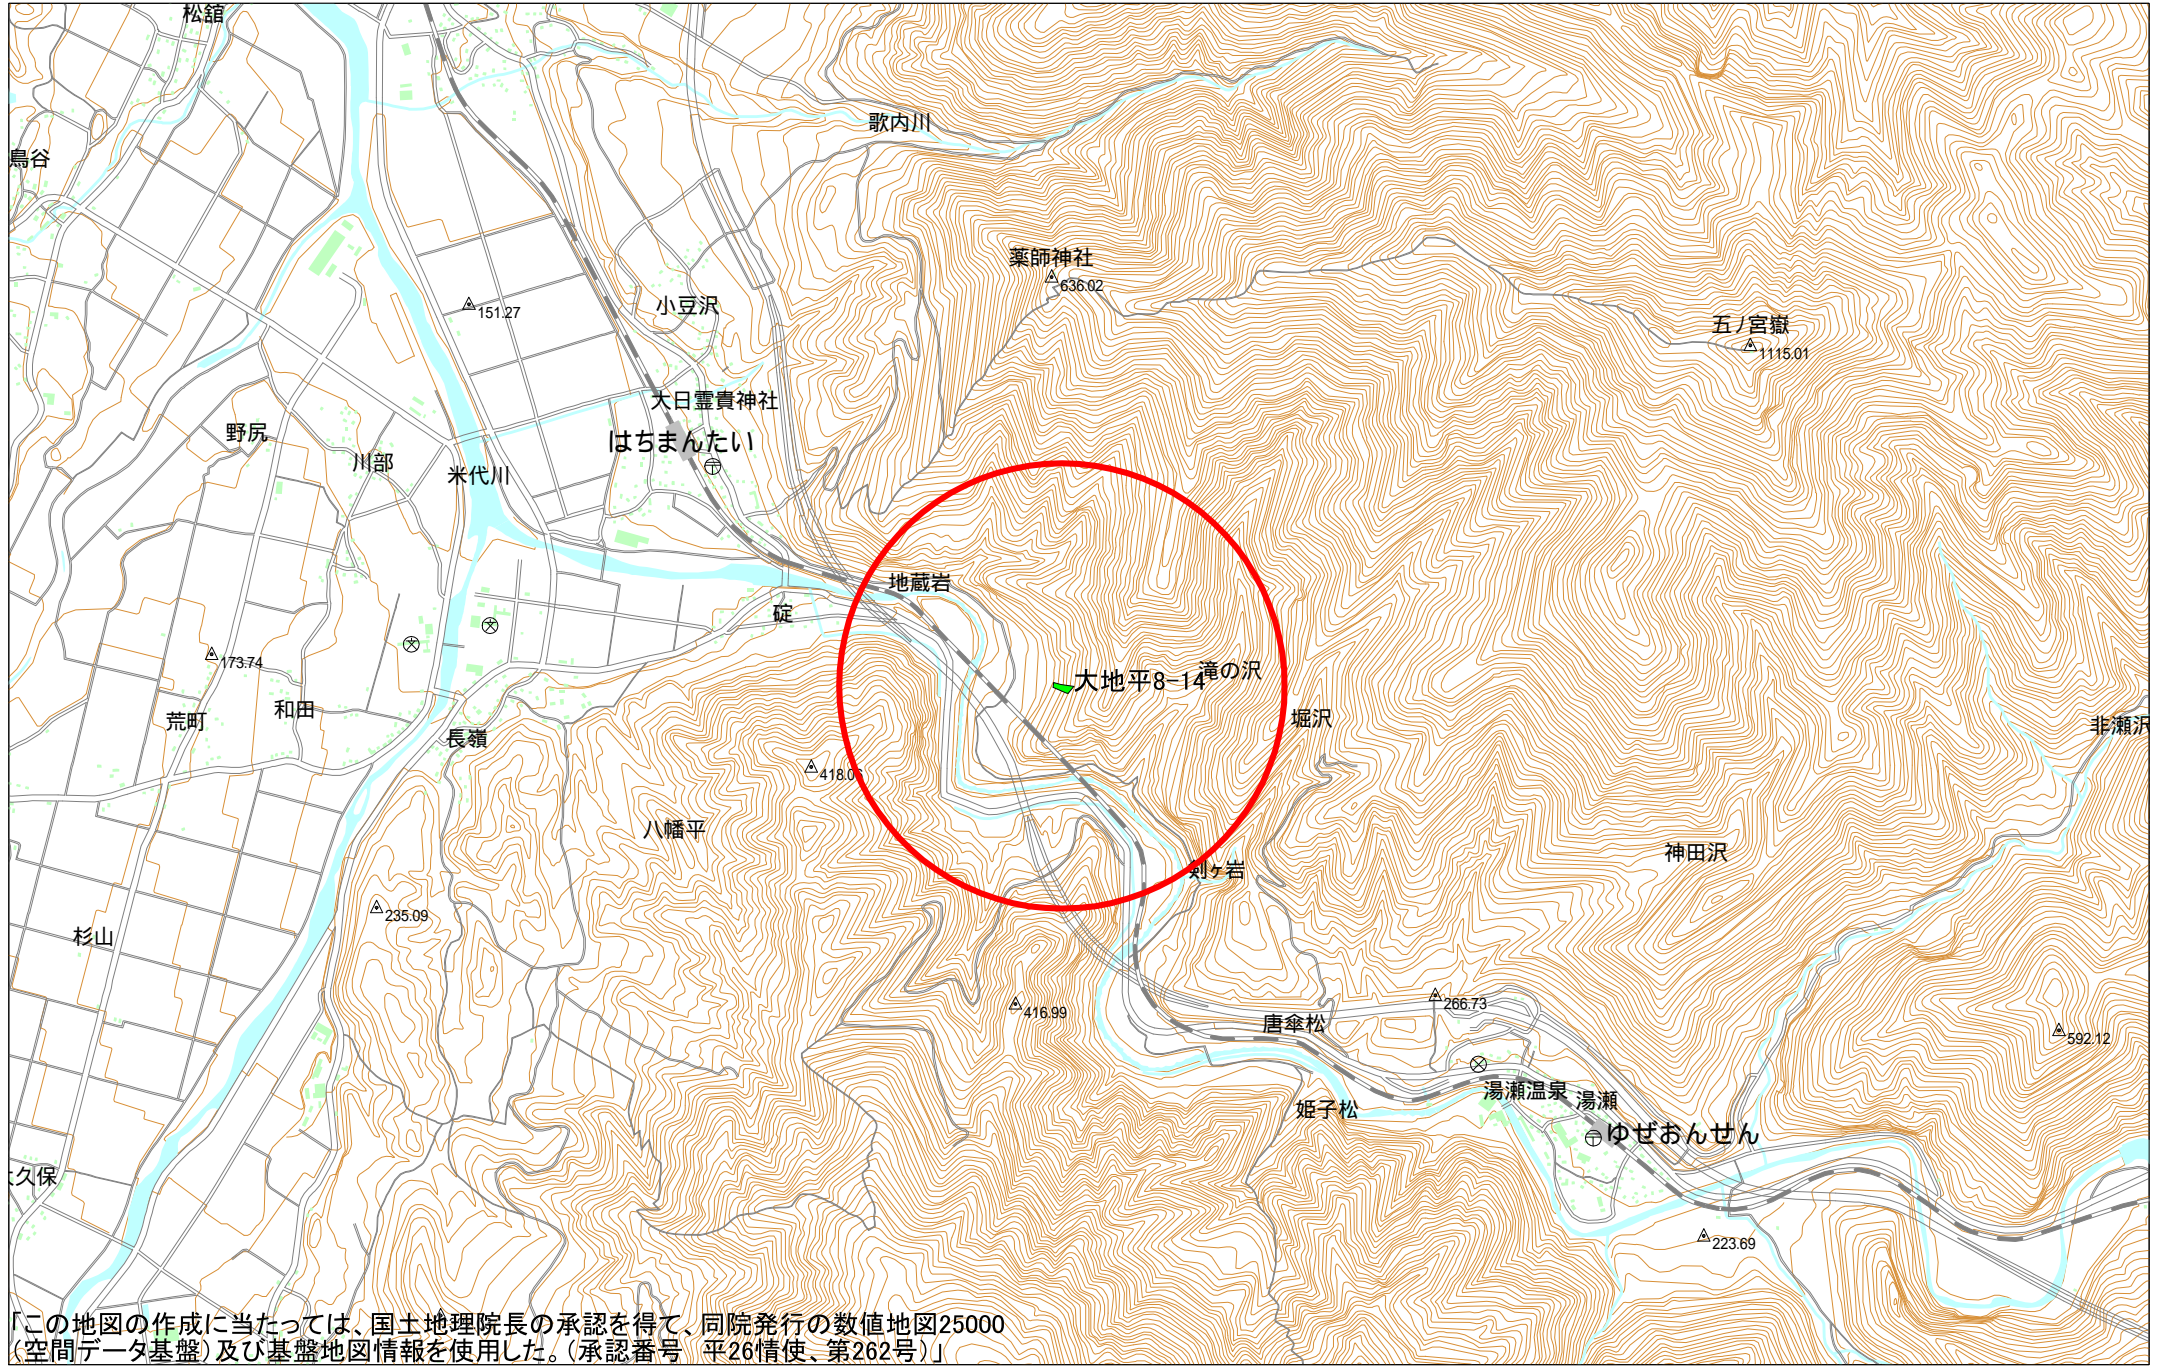 松舘
歌内川
鳥谷
薬師神社
636.02
151.27
小豆沢
五ノ宮嶽
1115.01
大日霊貴神社
野尻
はちまんたい
川部
米代川
地蔵岩
碇
173.74
滝の沢
大地平8-14
荒町
和田
堀沢
非瀬沢
長嶺
418.06
八幡平
神田沢
剣ヶ岩
235.09
杉山
266.73
416.99
唐傘松
592.12
湯瀬温泉
湯瀬
姫子松
ゆぜおんせん
久保
223.69
「この地図の作成に当たっては、国土地理院長の承認を得て、同院発行の数値地図25000
（空間データ基盤）及び基盤地図情報を使用した。（承認番号　平26情使、第262号）」